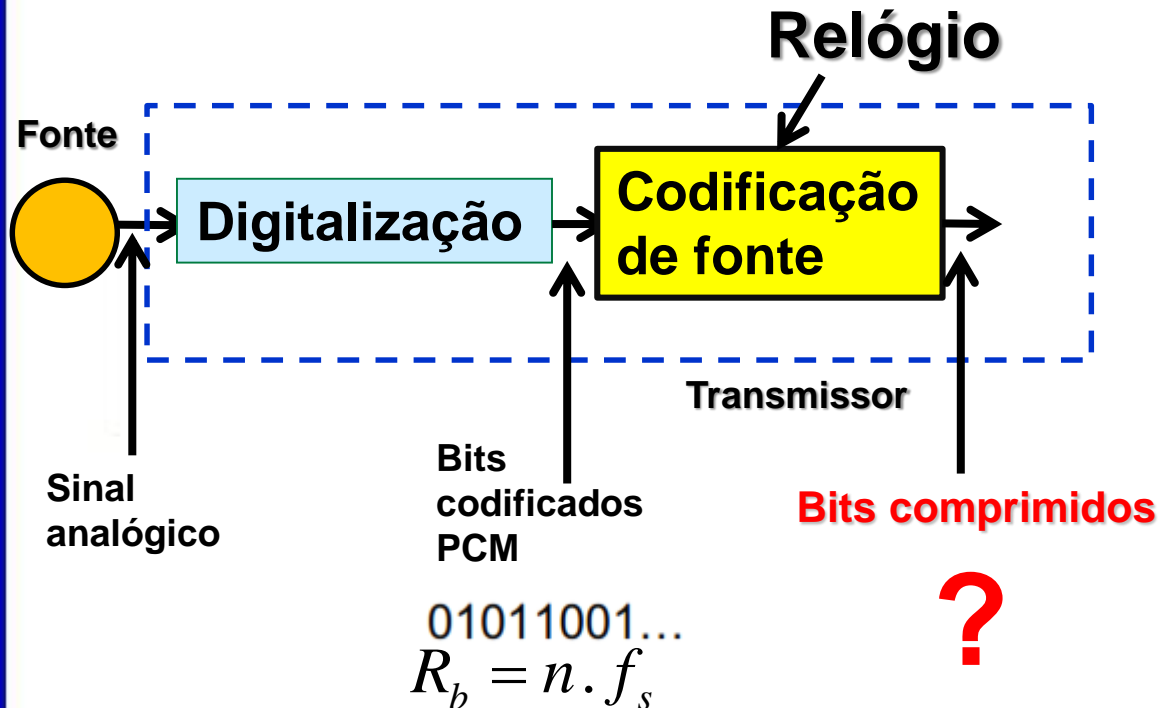 Relógio
Fonte
Digitalização
Codificação
de fonte
Transmissor
Sinal
analógico
Bits
codificados
PCM
Bits comprimidos
?
01011001...
R_b = n . f_s